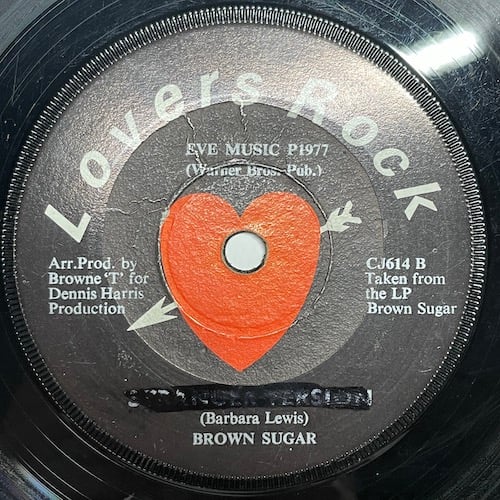 Lovers Rock
EVE MUSIC P1977
(Warner Bros. Pub.)
Arr.Prod. by
Browne 'T' for
Dennis Harris
Production
CJ614 B
Taken from
the LP
Brown Sugar
VERSION
(Barbara Lewis)
BROWN SUGAR